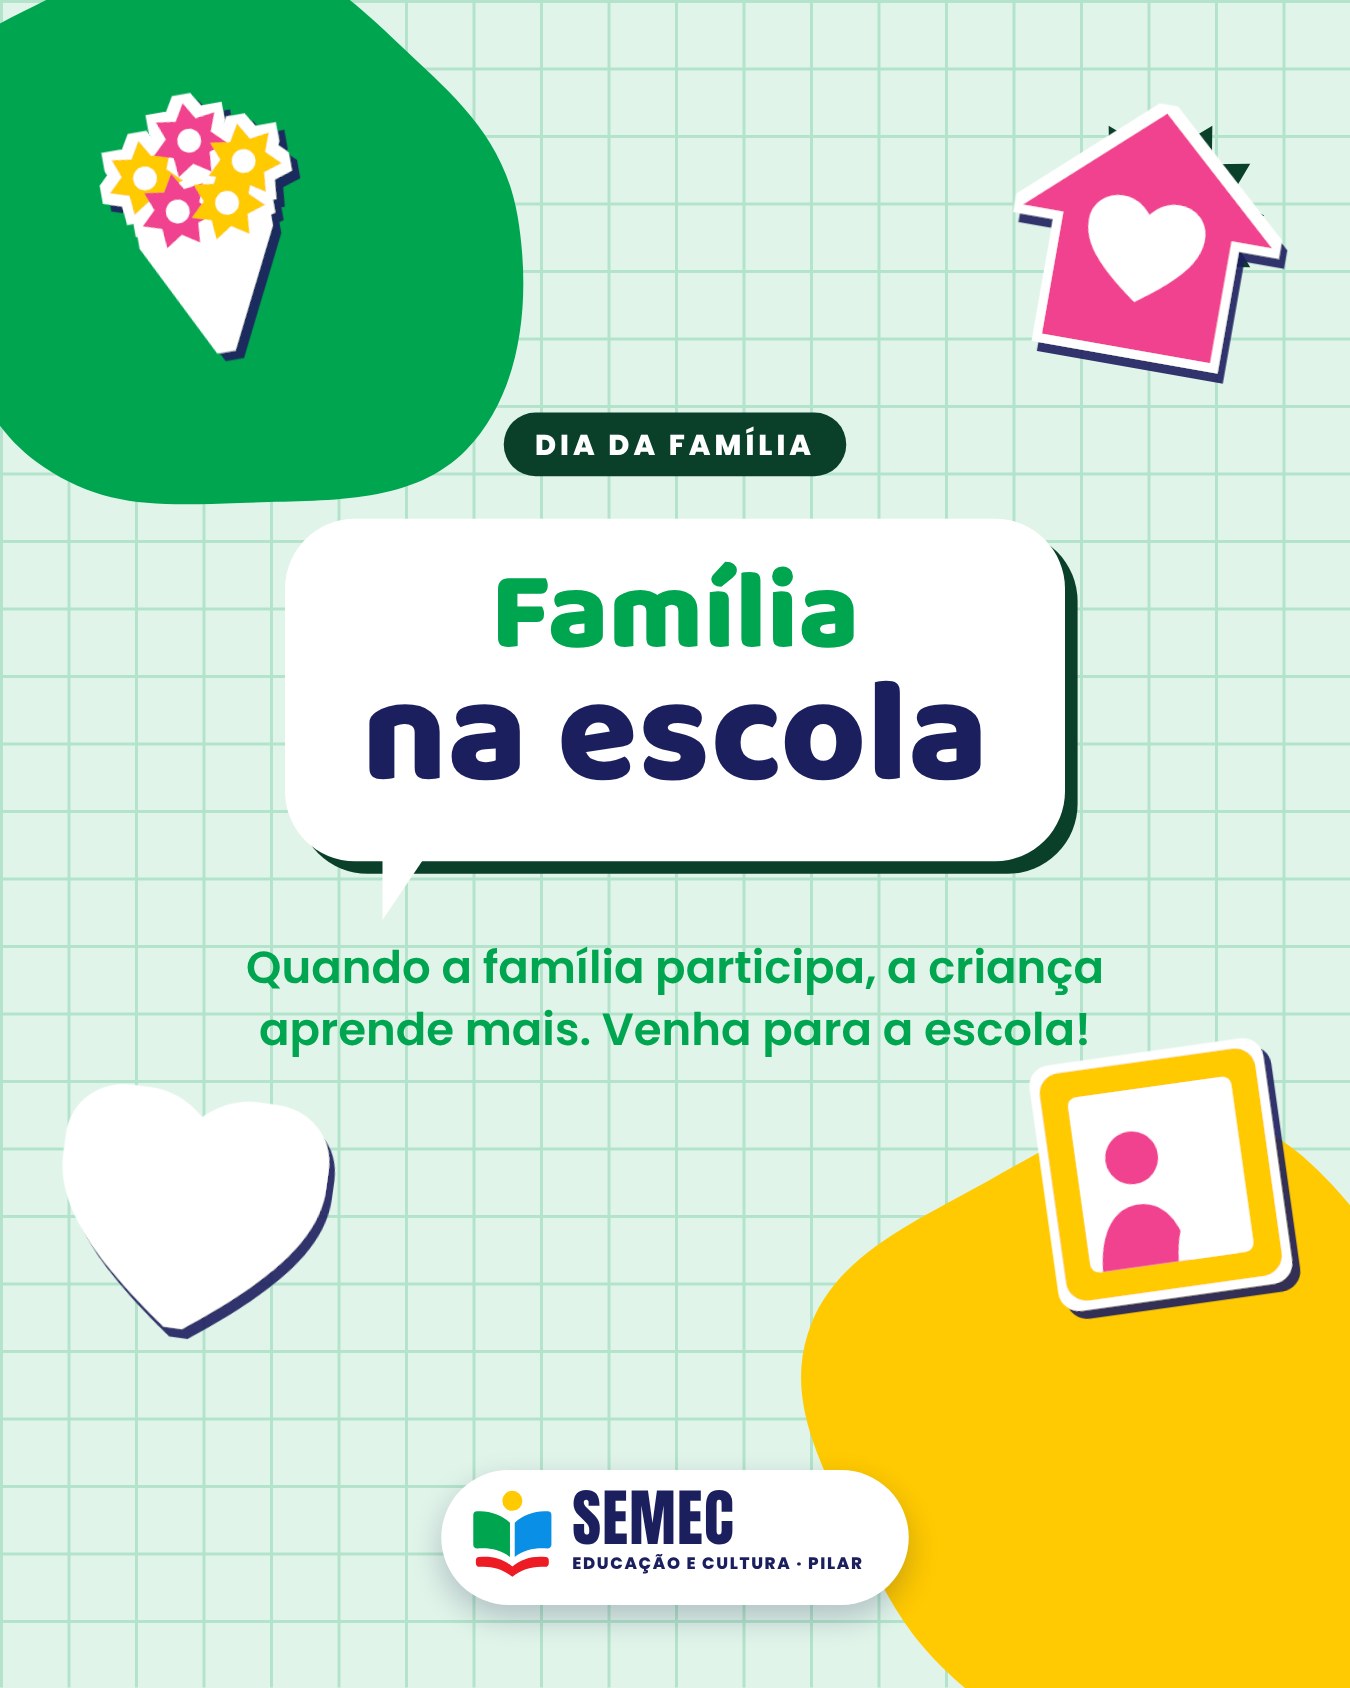 DIA DA FAMÍLIA
Família
na escola
Quando a família participa, a criança
aprende mais. Venha para a escola!
SEMEC
EDUCAÇÃO E CULTURA · PILAR